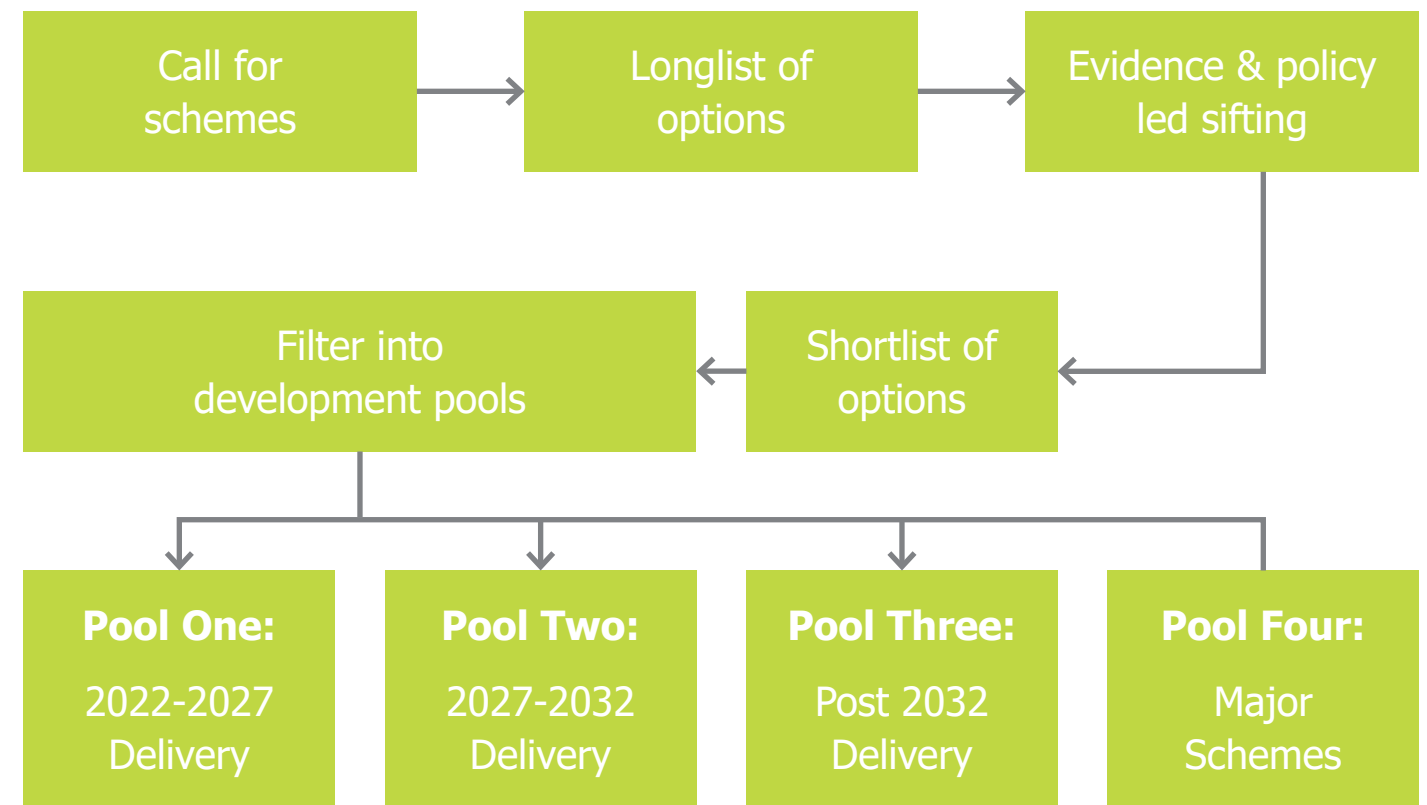 Call for
schemes
Longlist of
options
Evidence & policy
led sifting
Shortlist of
options
Filter into
development pools
Pool One:
2022-2027
Delivery
Pool Two:
2027-2032
Delivery
Pool Three:
Post 2032
Delivery
Pool Four:
Major
Schemes